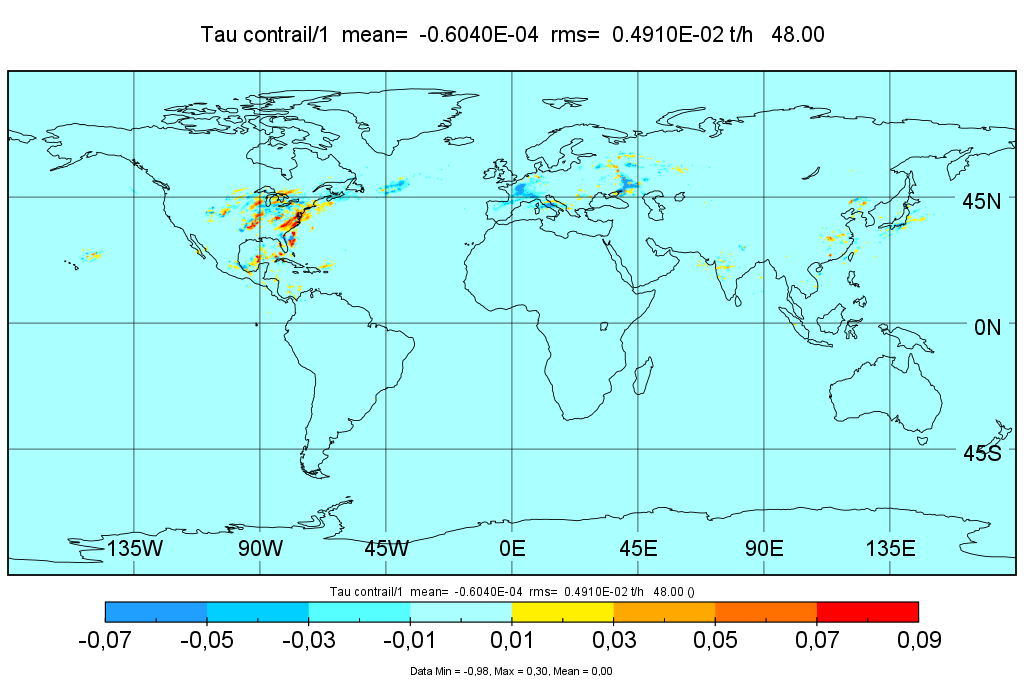 Tau contrail/1 mean= -0.6040E-04 rms= 0.4910E-02 t/h 48.00
45N
0N
45S
135W 90W 45W 0E 45E 90E 135E
Tau contrail/1 mean= -0.6040E-04 rms= 0.4910E-02 t/h 48.00 ()
-0,07 -0,05 -0,03 -0,01 0,01 0,03 0,05 0,07 0,09
Data Min = -0,98, Max = 0,30, Mean = 0,00